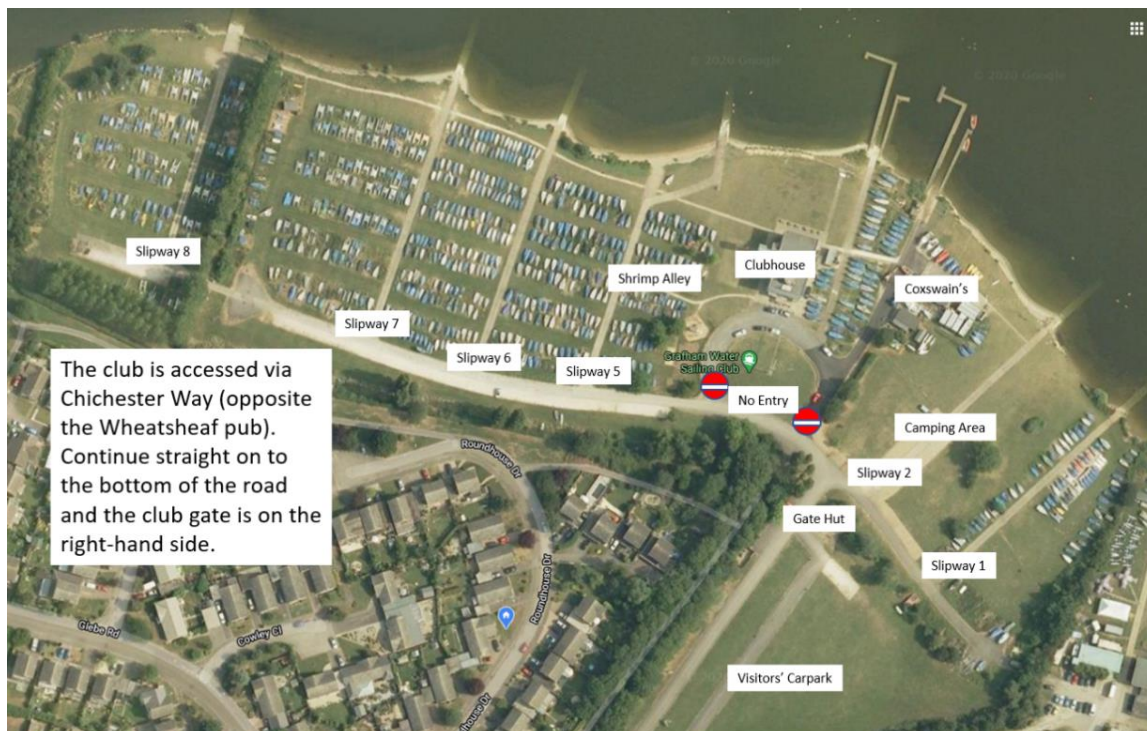 © 2020 Google
© 2020 Google
Slipway 8
Shrimp Alley
Clubhouse
Coxswain's
Slipway 7
Slipway 6
Slipway 5
Grafham Water
Sailing Club
No Entry
Camping Area
Slipway 2
Gate Hut
Slipway 1
Visitors' Carpark
The club is accessed via
Chichester Way (opposite
the Wheatsheaf pub).
Continue straight on to
the bottom of the road
and the club gate is on the
right-hand side.
Roundhouse Dr
Roundhouse Dr
Roundhouse Dr
Glebe Rd
Cowley Cl